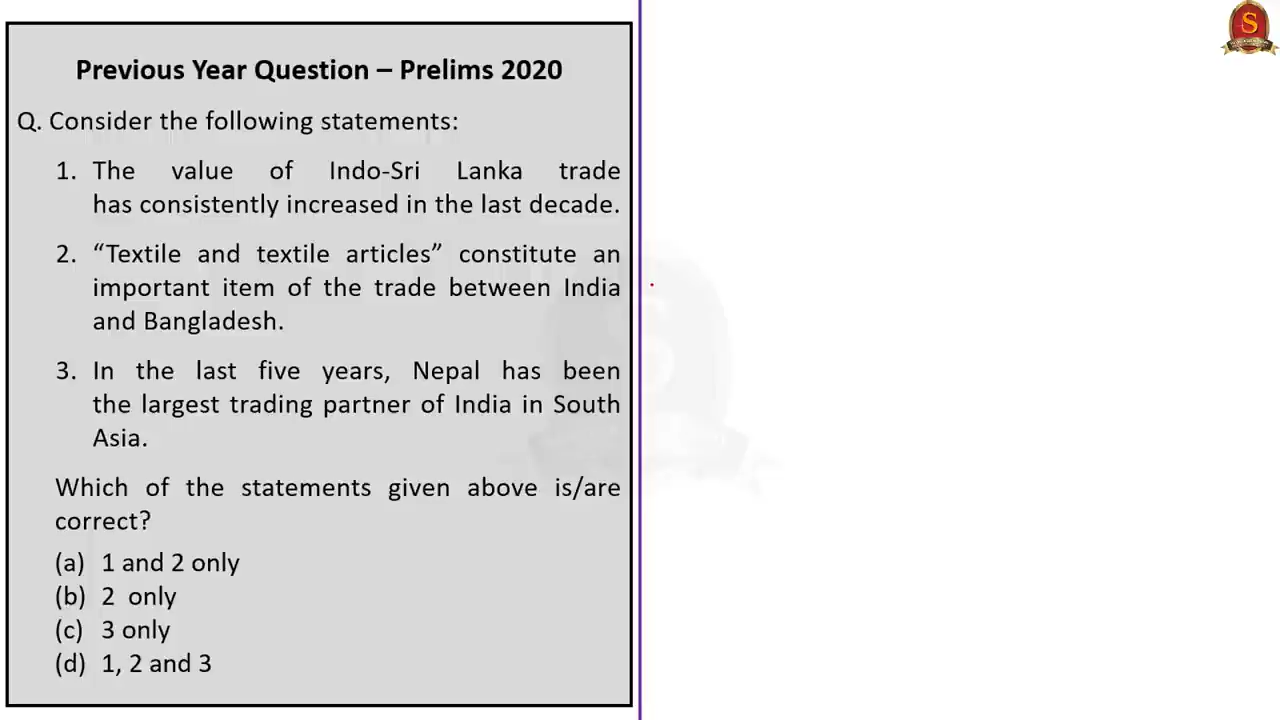 Previous Year Question – Prelims 2020
Q. Consider the following statements:
1. The value of Indo-Sri Lanka trade
has consistently increased in the last decade.
2. “Textile and textile articles” constitute an
important item of the trade between India
and Bangladesh.
3. In the last five years, Nepal has been
the largest trading partner of India in South
Asia.
Which of the statements given above is/are
correct?
(a) 1 and 2 only
(b) 2 only
(c) 3 only
(d) 1, 2 and 3
S